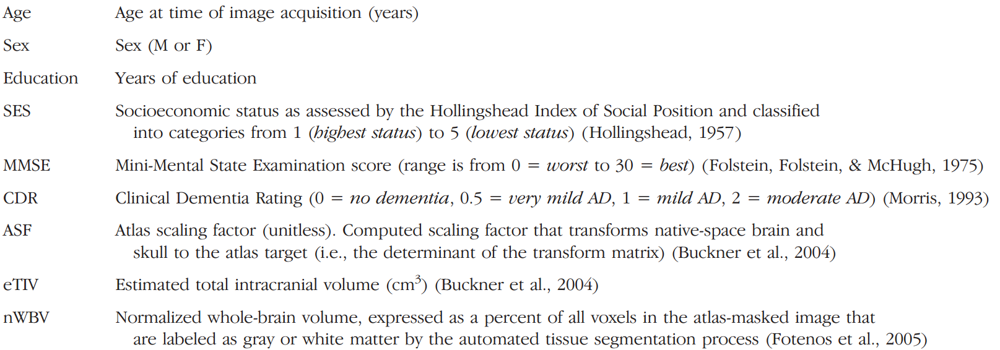 Age Age at time of image acquisition (years)
Sex Sex (M or F)
Education Years of education
SES Socioeconomic status as assessed by the Hollingshead Index of Social Position and classified
into categories from 1 (highest status) to 5 (lowest status) (Hollingshead, 1957)
MMSE Mini-Mental State Examination score (range is from 0 = worst to 30 = best) (Folstein, Folstein, & McHugh, 1975)
CDR Clinical Dementia Rating (0 = no dementia, 0.5 = very mild AD, 1 = mild AD, 2 = moderate AD) (Morris, 1993)
ASF Atlas scaling factor (unitless). Computed scaling factor that transforms native-space brain and
skull to the atlas target (i.e., the determinant of the transform matrix) (Buckner et al., 2004)
eTIV Estimated total intracranial volume (cm³) (Buckner et al., 2004)
nWBV Normalized whole-brain volume, expressed as a percent of all voxels in the atlas-masked image that
are labeled as gray or white matter by the automated tissue segmentation process (Fotenos et al., 2005)